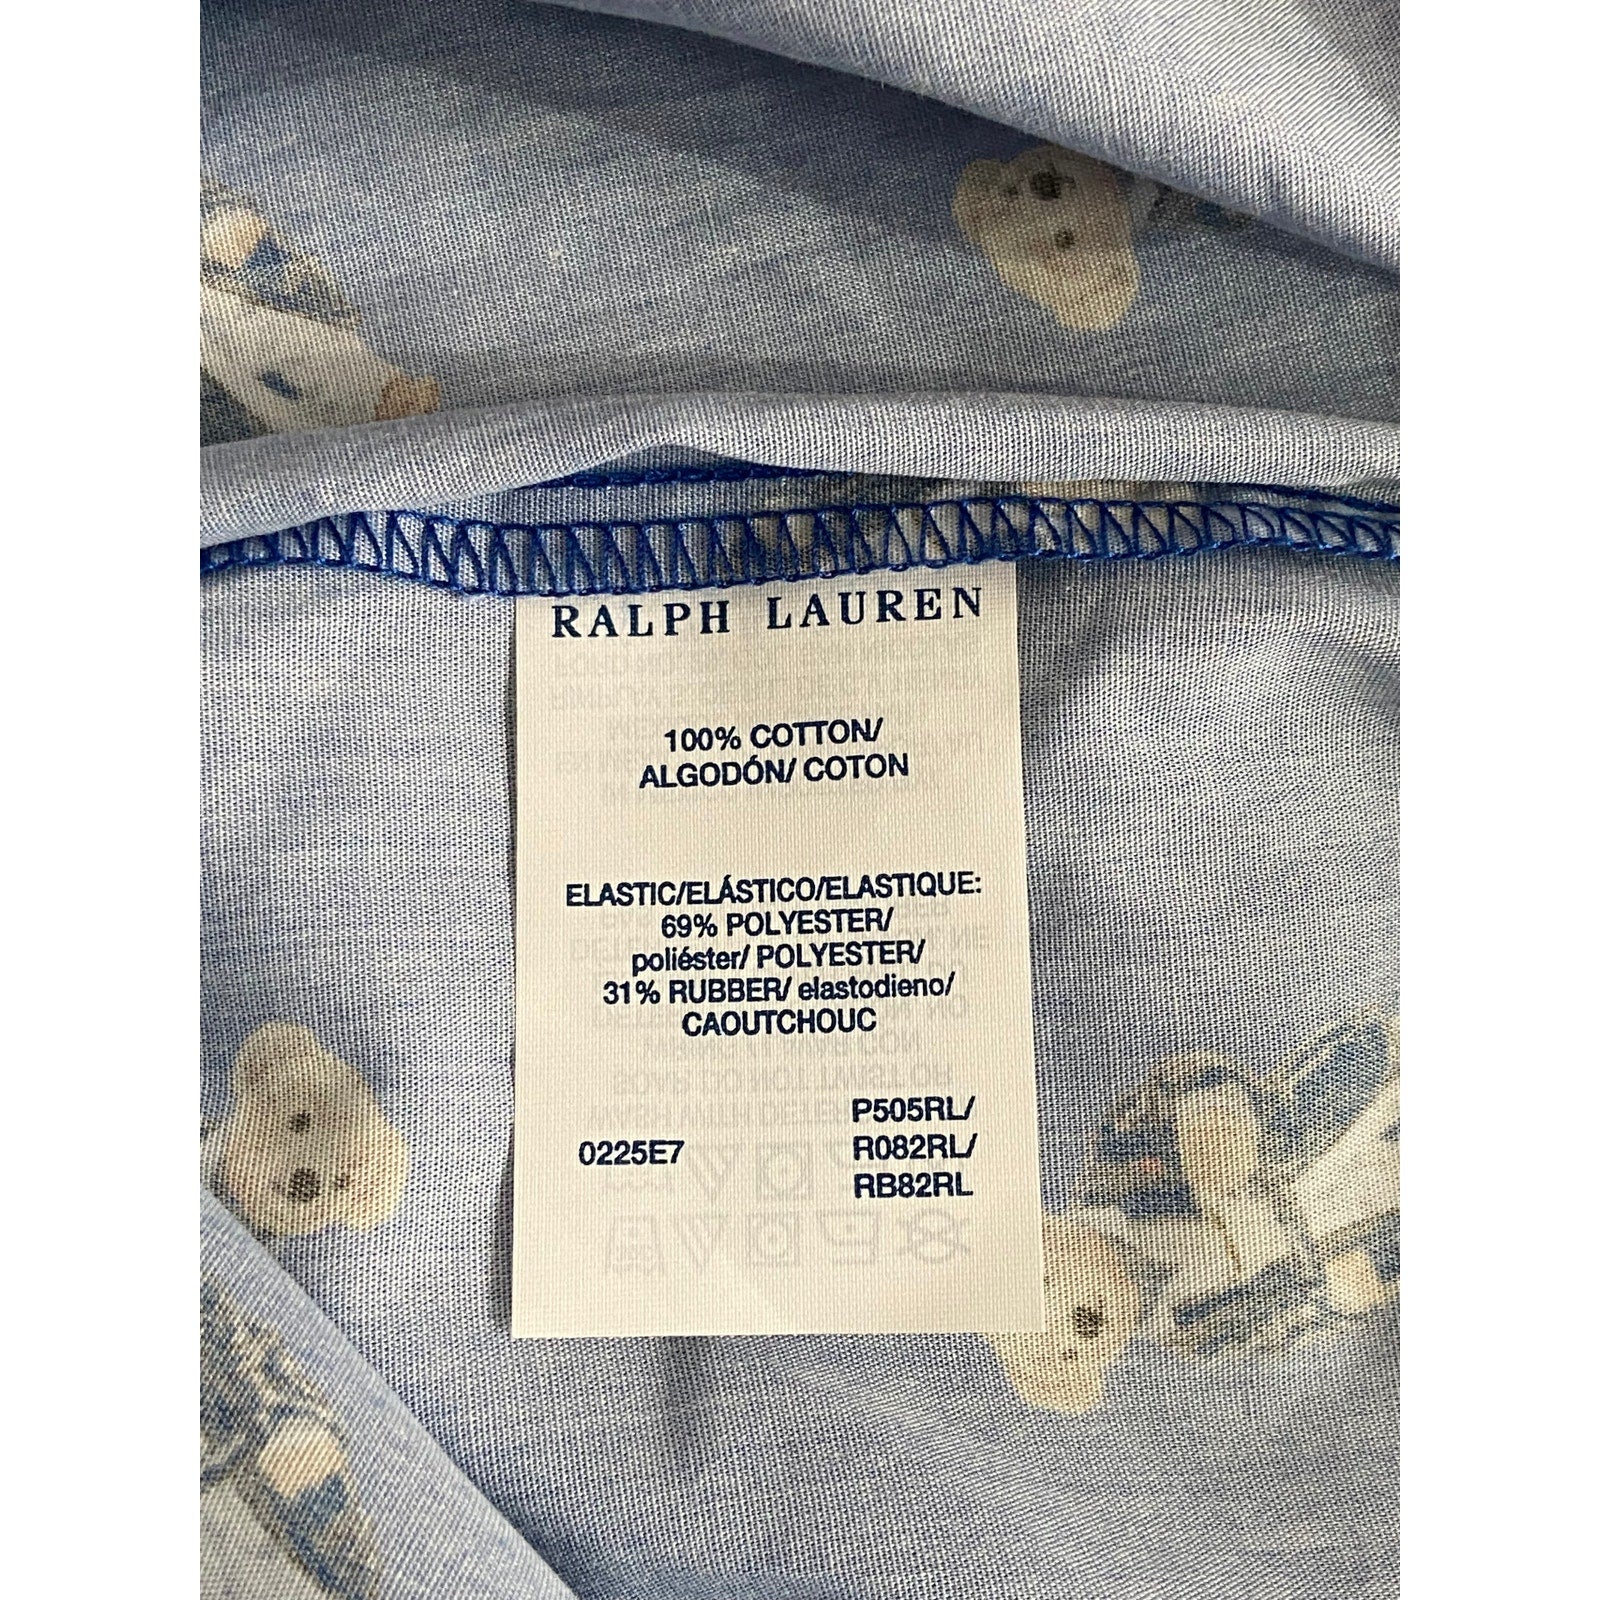 RALPH LAUREN
100% COTTON/
ALGODÓN/ COTON
ELASTIC/ELÁSTICO/ELASTIQUE:
69% POLYESTER/
poliéster/ POLYESTER/
31% RUBBER/ elastodieno/
CAOUTCHOUC
P505RL/
0225E7 R082RL/
RB82RL